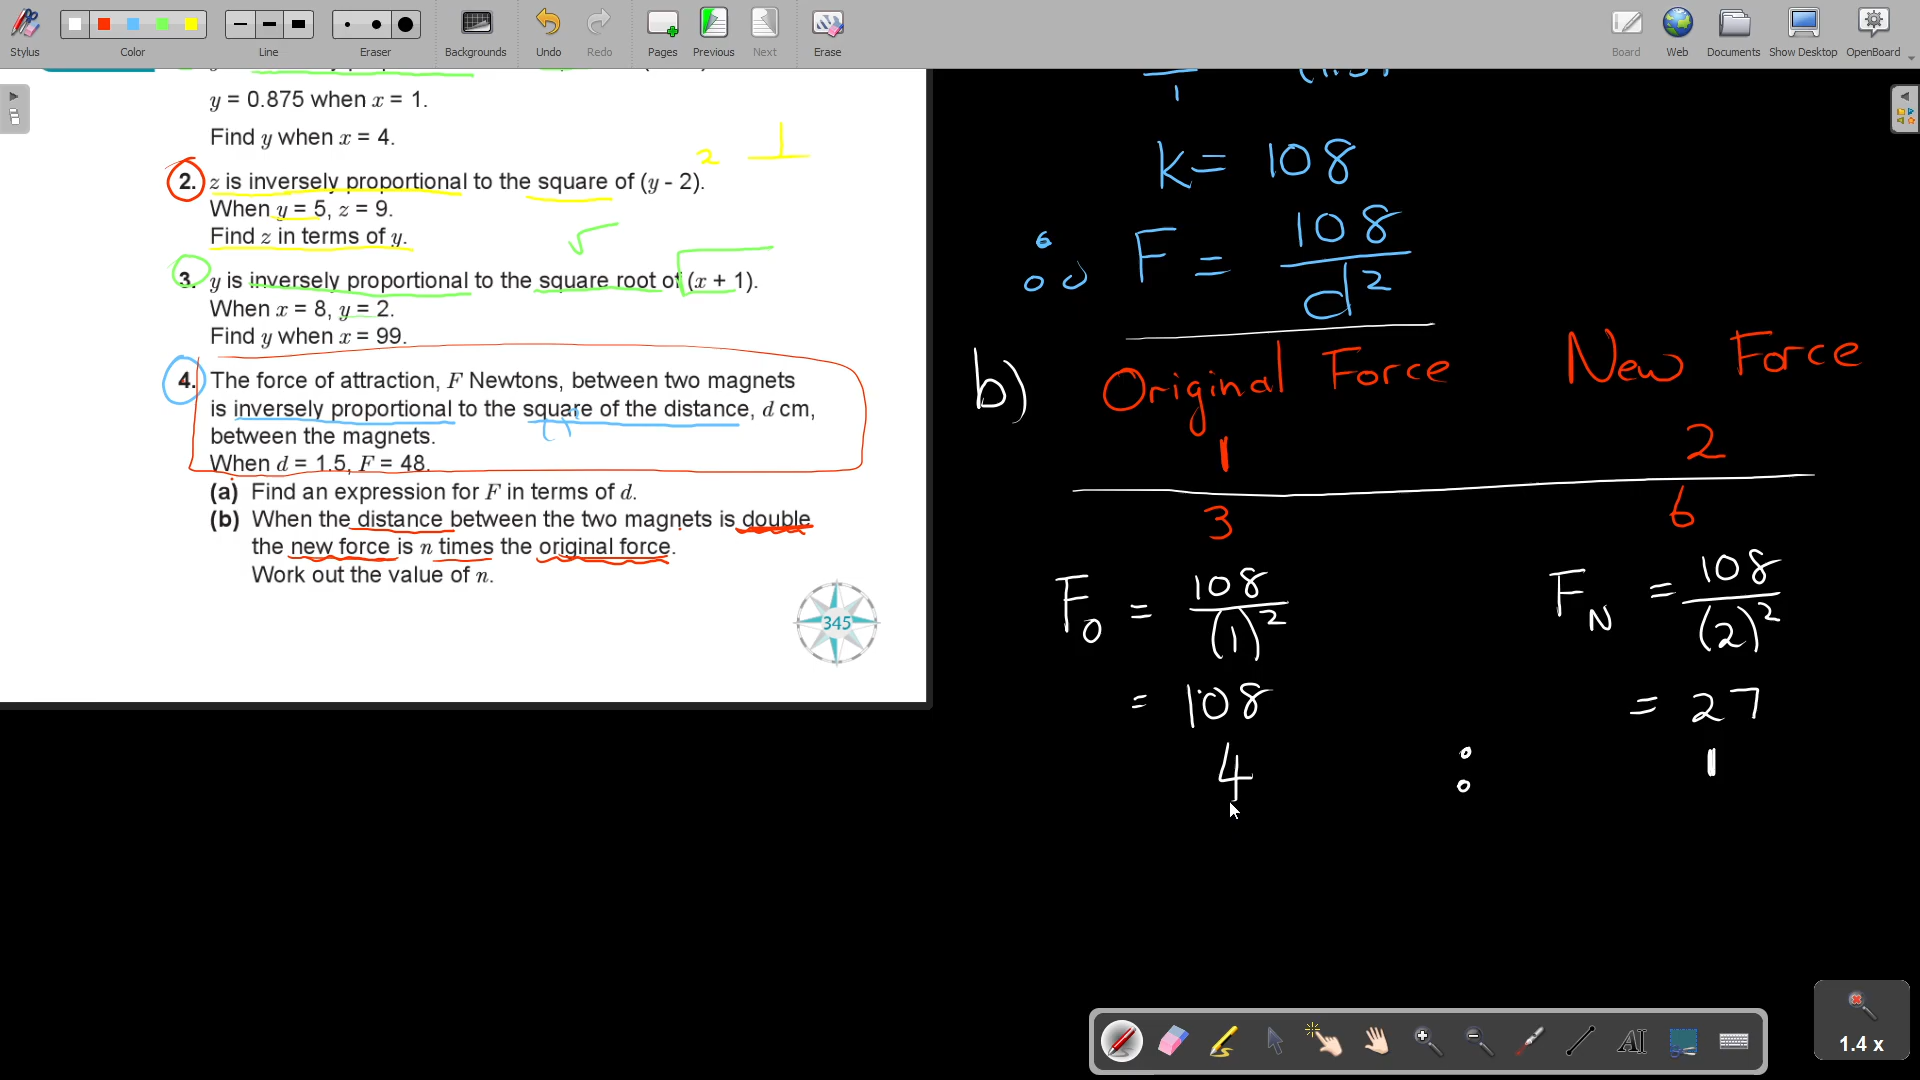 Stylus
Color
Line
Eraser
Backgrounds
Undo
Redo
Pages
Previous
Next
Erase
Board
Web
Documents
Show Desktop
OpenBoard
y = 0.875 when x = 1.
Find y when x = 4.
2 1
2. z is inversely proportional to the square of (y - 2).
When y = 5, z = 9.
Find z in terms of y.
√
3. y is inversely proportional to the square root of (x + 1).
When x = 8, y = 2.
Find y when x = 99.
4. The force of attraction, F Newtons, between two magnets
is inversely proportional to the square of the distance, d cm,
between the magnets.
When d = 1.5, F = 48.
(a) Find an expression for F in terms of d.
(b) When the distance between the two magnets is double
the new force is n times the original force.
Work out the value of n.
345
1
k = 108
∴ F = 108 / d²
b) Original Force New Force
1 2
3 6
F_O = 108 / (1)² F_N = 108 / (2)²
= 108 = 27
4 : 1
1.4 x